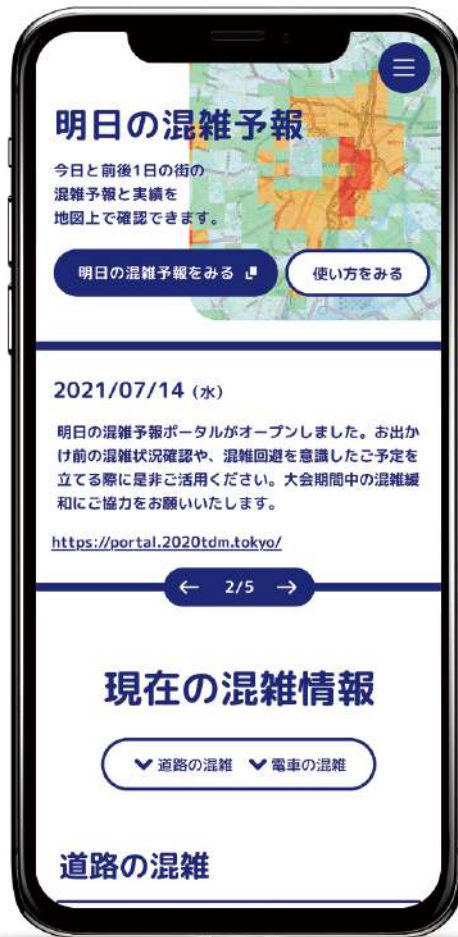 明日の混雑予報
今日と前後1日の街の
混雑予報と実績を
地図上で確認できます。
明日の混雑予報をみる
使い方をみる
2021/07/14 (水)
明日の混雑予報ポータルがオープンしました。お出か
け前の混雑状況確認や、混雑回避を意識したご予定を
立てる際に是非ご活用ください。大会期間中の混雑緩
和にご協力をお願いいたします。
https://portal.2020tdm.tokyo/
← 2/5 →
現在の混雑情報
道路の混雑 電車の混雑
道路の混雑